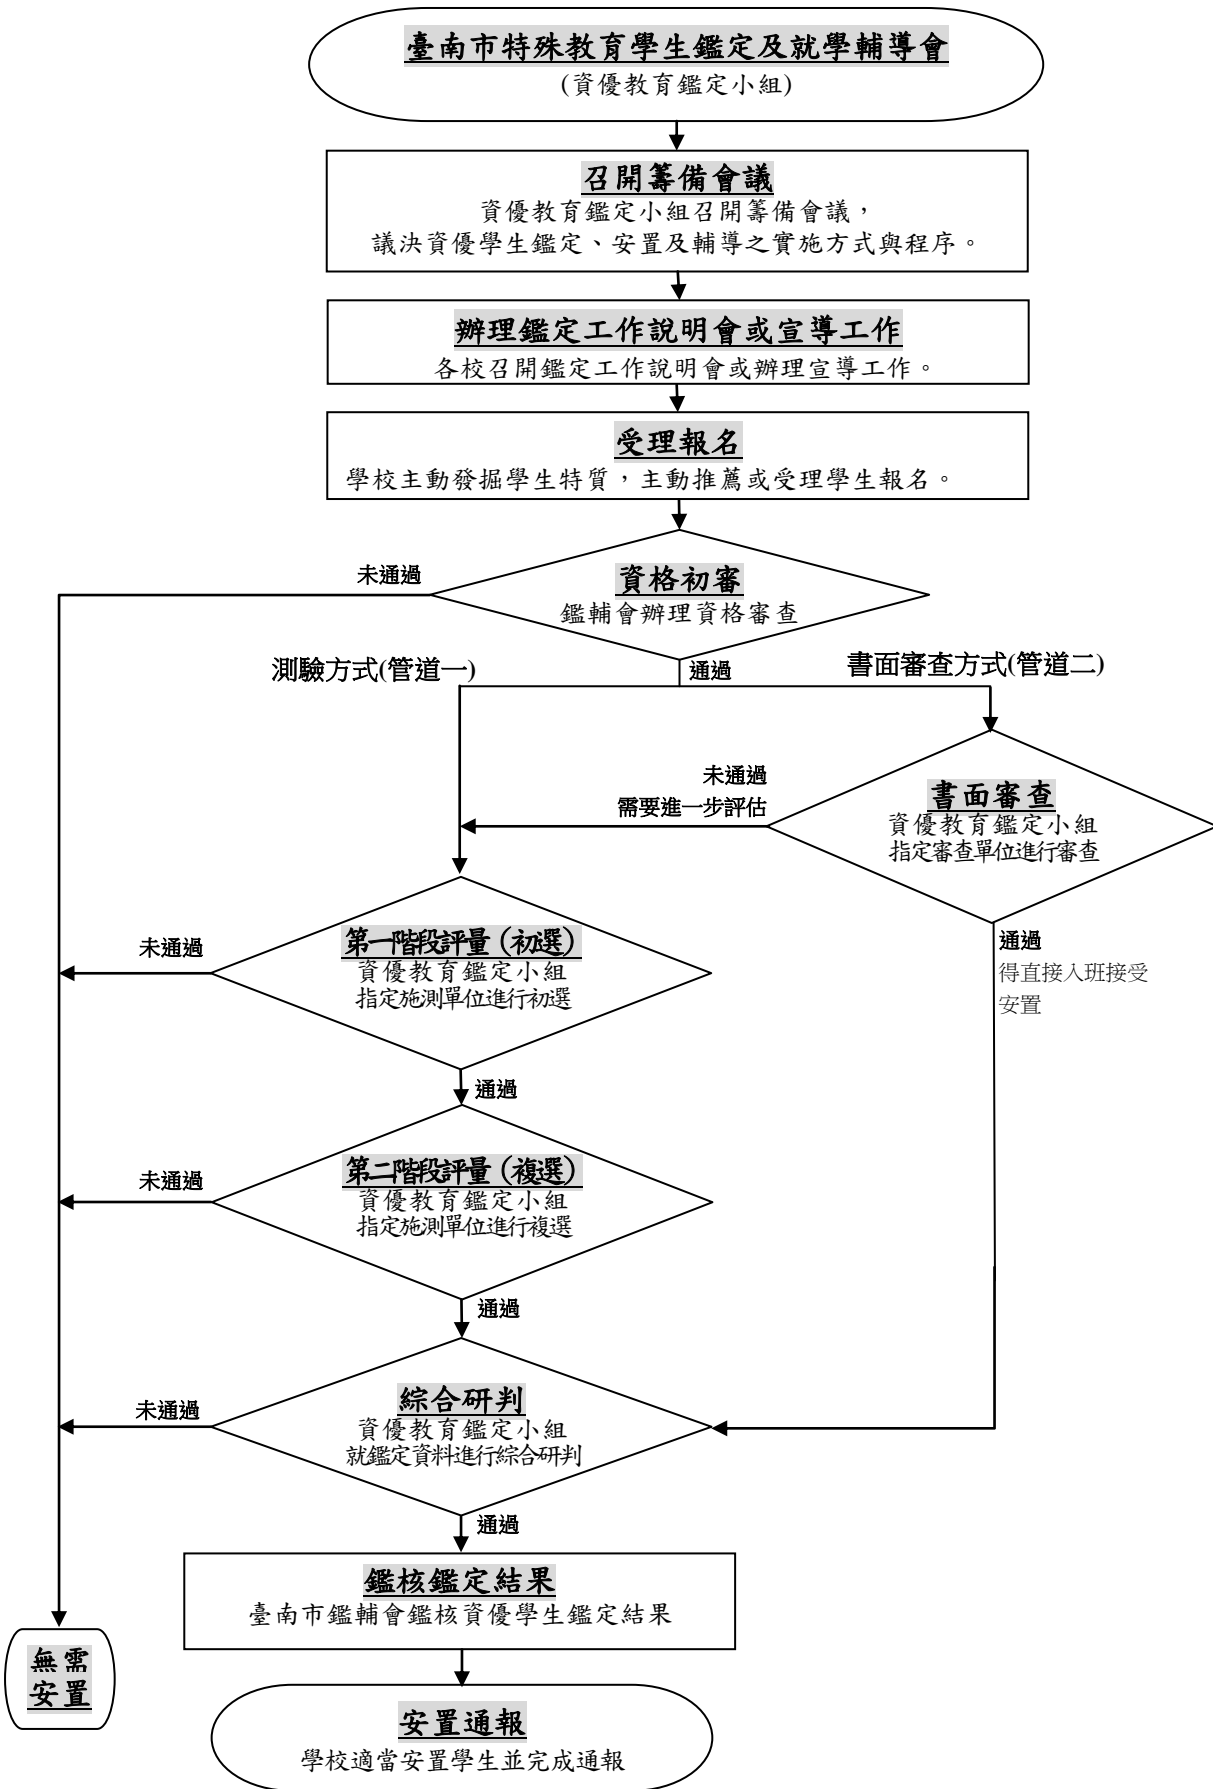 臺南市特殊教育學生鑑定及就學輔導會
(資優教育鑑定小組)
召開籌備會議
資優教育鑑定小組召開籌備會議，
議決資優學生鑑定、安置及輔導之實施方式與程序。
辦理鑑定工作說明會或宣導工作
各校召開鑑定工作說明會或辦理宣導工作。
受理報名
學校主動發掘學生特質，主動推薦或受理學生報名。
未通過
資格初審
鑑輔會辦理資格審查
測驗方式(管道一)
通過
書面審查方式(管道二)
未通過
需要進一步評估
書面審查
資優教育鑑定小組
指定審查單位進行審查
未通過
第一階段評量（初選）
資優教育鑑定小組
指定施測單位進行初選
通過
得直接入班接受
安置
通過
未通過
第二階段評量（複選）
資優教育鑑定小組
指定施測單位進行複選
通過
未通過
綜合研判
資優教育鑑定小組
就鑑定資料進行綜合研判
通過
鑑核鑑定結果
臺南市鑑輔會鑑核資優學生鑑定結果
無需
安置
安置通報
學校適當安置學生並完成通報